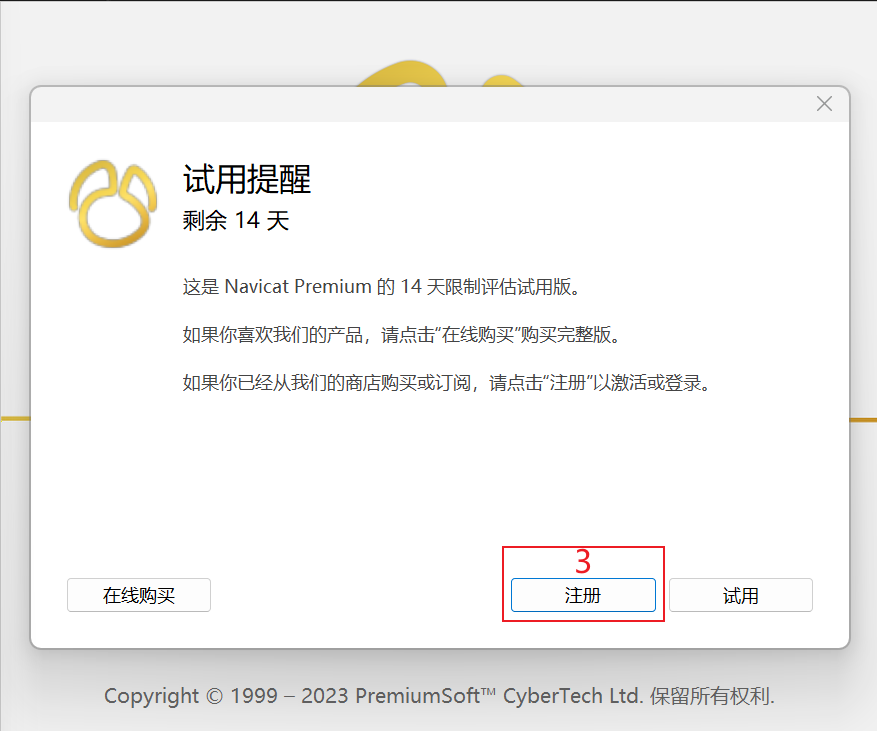 试用提醒
剩余 14 天
这是 Navicat Premium 的 14 天限制评估试用版。
如果你喜欢我们的产品，请点击“在线购买”购买完整版。
如果你已经从我们的商店购买或订阅，请点击“注册”以激活或登录。
3
在线购买
注册
试用
Copyright © 1999 – 2023 PremiumSoft™ CyberTech Ltd. 保留所有权利.